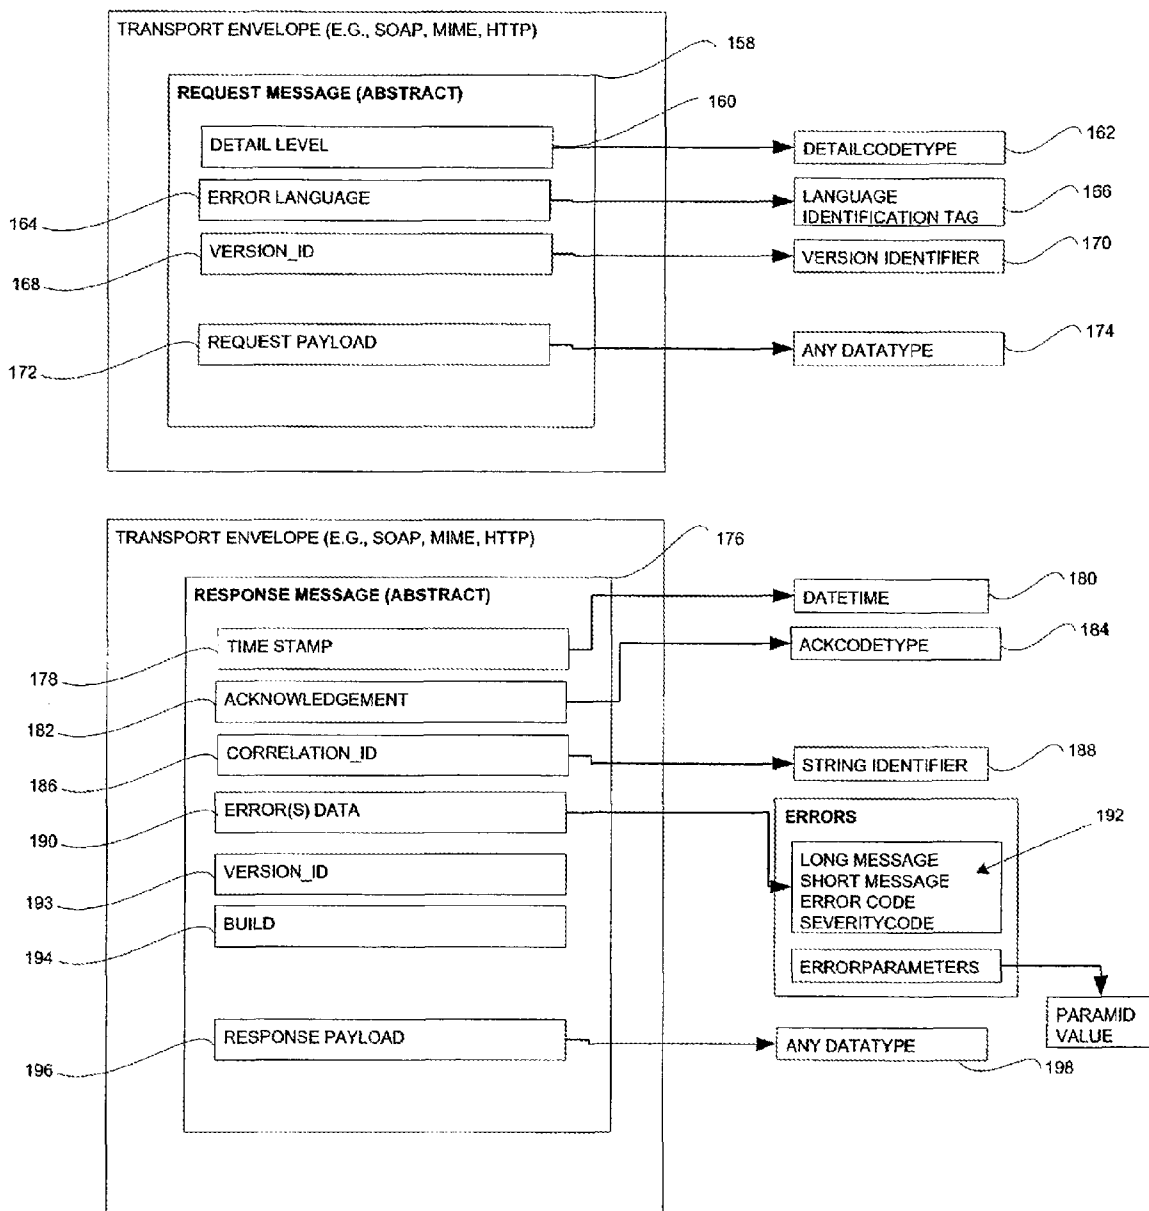 TRANSPORT ENVELOPE (E.G., SOAP, MIME, HTTP)
158
REQUEST MESSAGE (ABSTRACT)
160
DETAIL LEVEL
DETAILCODETYPE
162
ERROR LANGUAGE
LANGUAGE
IDENTIFICATION TAG
166
164
VERSION_ID
VERSION IDENTIFIER
170
168
REQUEST PAYLOAD
ANY DATATYPE
174
172
TRANSPORT ENVELOPE (E.G., SOAP, MIME, HTTP)
176
RESPONSE MESSAGE (ABSTRACT)
DATETIME
180
TIME STAMP
ACKCODETYPE
184
178
ACKNOWLEDGEMENT
182
CORRELATION_ID
STRING IDENTIFIER
188
186
ERROR(S) DATA
ERRORS
192
190
LONG MESSAGE
SHORT MESSAGE
ERROR CODE
SEVERITYCODE
VERSION_ID
193
BUILD
194
ERRORPARAMETERS
PARAMID
VALUE
RESPONSE PAYLOAD
ANY DATATYPE
196
198